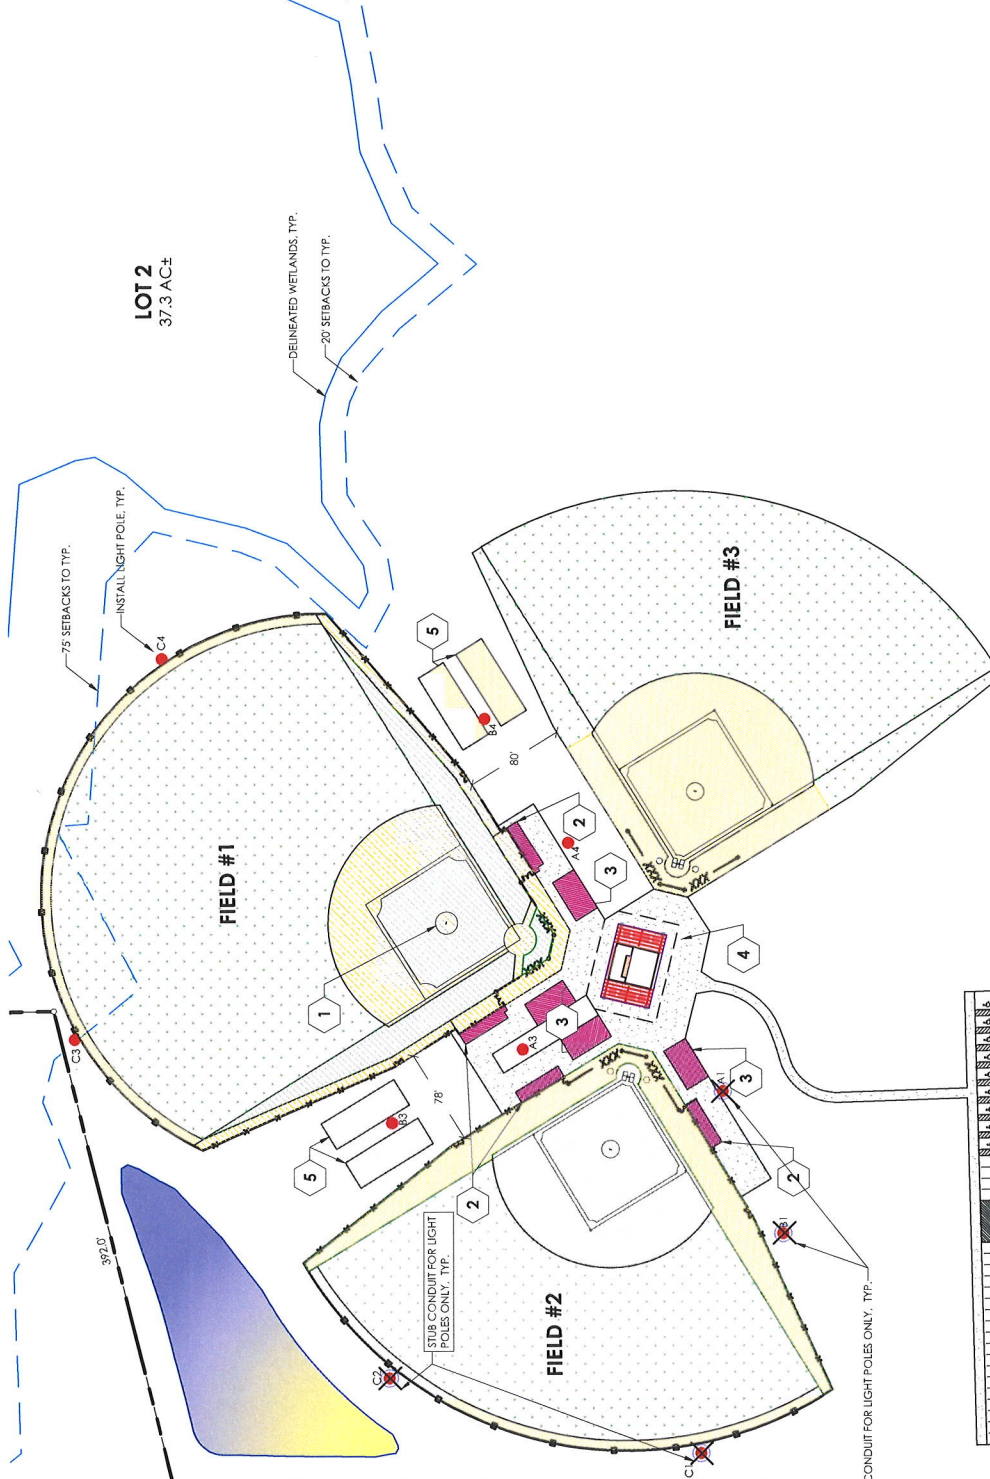 LOT 2
37.3 AC±
DELINEATED WETLANDS, TYP.
20' SETBACKS TO TYP.
75' SETBACKS TO TYP.
INSTALL LIGHT POLE, TYP.
C4
C3
FIELD #1
1
5
B4
80'
2
A4
3
FIELD #3
4
3
A3
B3
78'
5
2
392.0'
STUB CONDUIT FOR LIGHT
POLES ONLY, TYP.
FIELD #2
C2
C1
A1
3
2
B1
CONDUIT FOR LIGHT POLES ONLY, TYP.